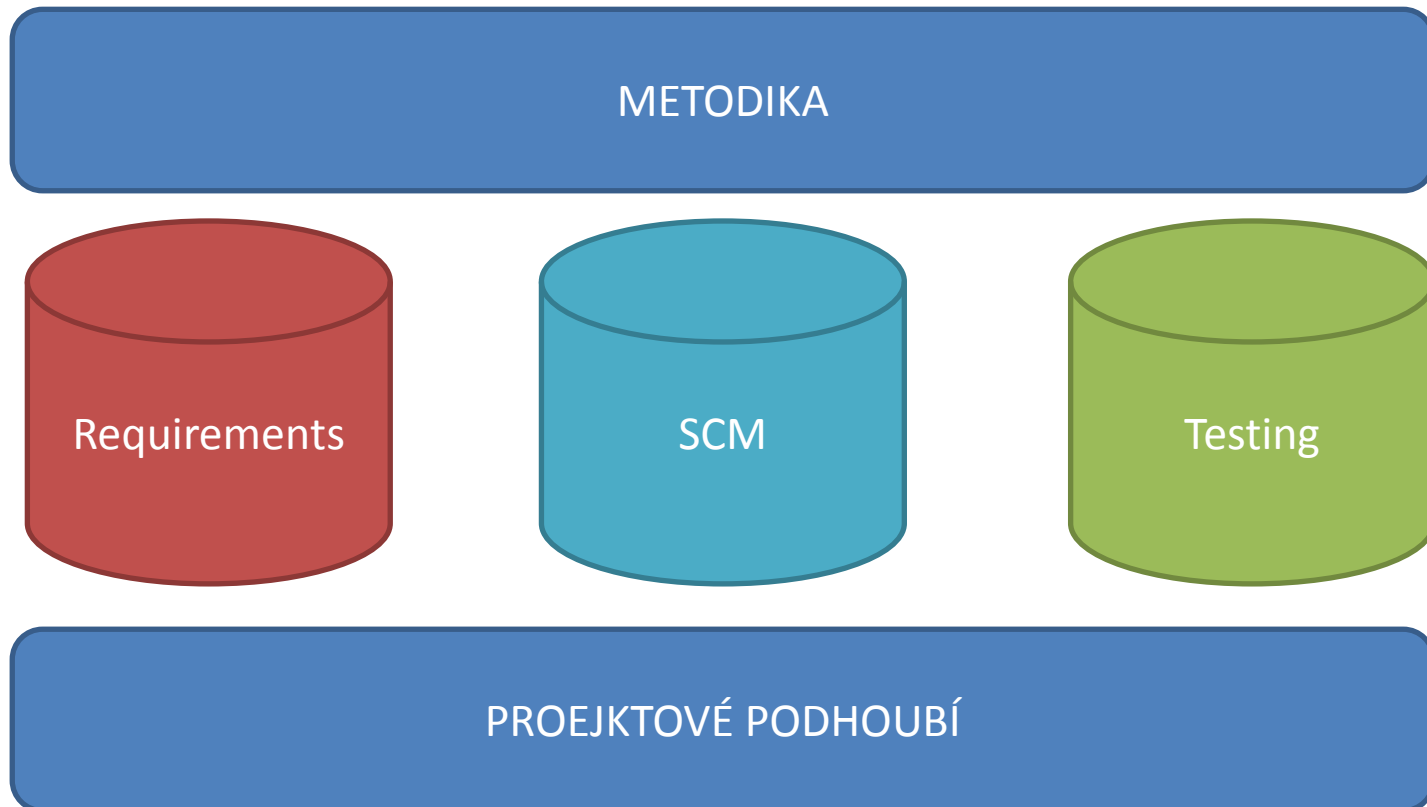 METODIKA
Requirements
SCM
Testing
PROEJKTOVÉ PODHOUBÍ